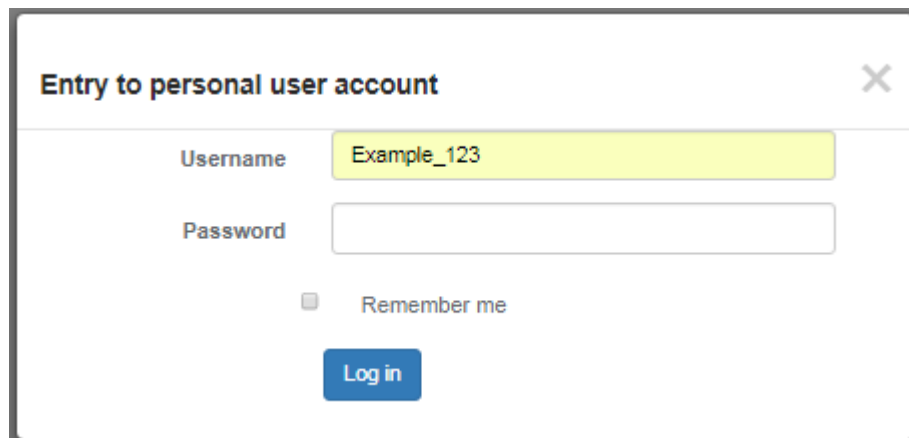 Entry to personal user account
Username
Example_123
Password
Remember me
Log in